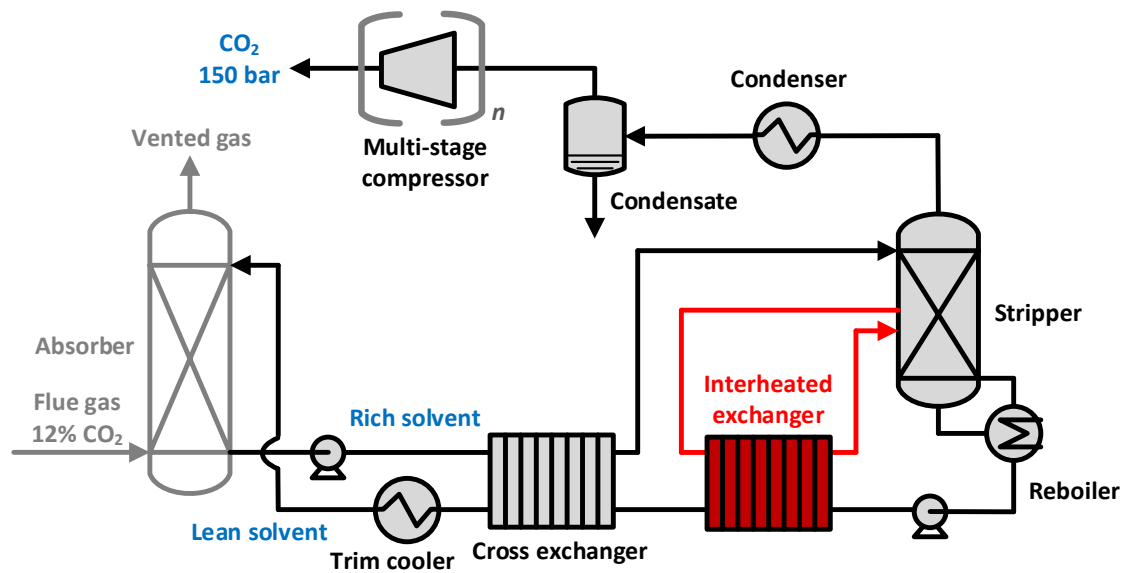 CO₂
150 bar
n
Multi-stage
compressor
Condenser
Condensate
Vented gas
Absorber
Flue gas
12% CO₂
Stripper
Interheated
exchanger
Rich solvent
Reboiler
Lean solvent
Trim cooler
Cross exchanger